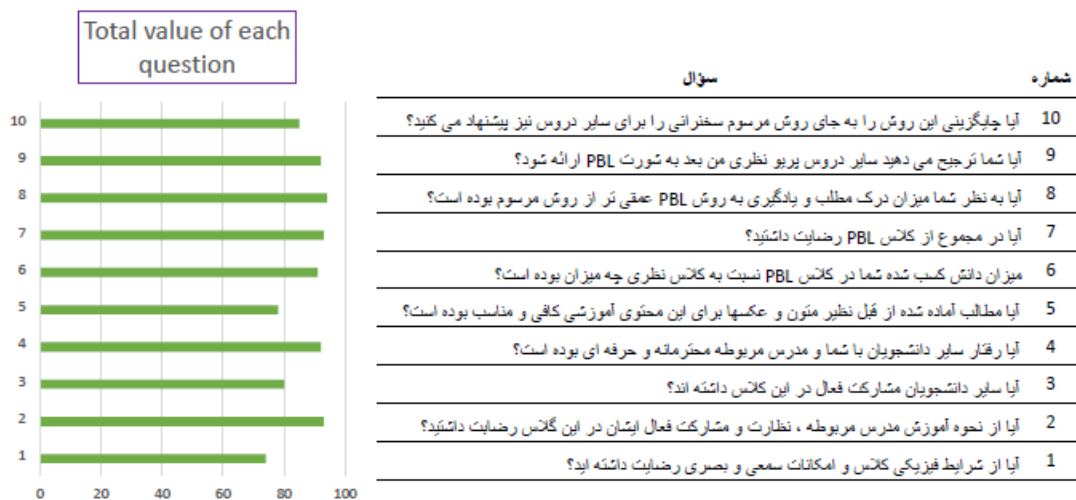 Total value of each
question
10
9
8
7
6
5
4
3
2
1
0 20 40 60 80 100
شماره سؤال
10 آیا جایگزینی این روش را به جای روش مرسوم سخنرانی را برای سایر دروس نیز پیشنهاد می کنید؟
9 آیا شما ترجیح می دهید سایر دروس پریو نظری من بعد به شورت PBL ارائه شود؟
8 آیا به نظر شما میزان درک مطلب و یادگیری به روش PBL عمقی تر از روش مرسوم بوده است؟
7 آیا در مجموع از کلاس PBL رضایت داشتید؟
6 میزان دانش کسب شده شما در کلاس PBL نسبت به کلاس نظری چه میزان بوده است؟
5 آیا مطالب آماده شده از قبل نظیر متون و عکسها برای این محتوی آموزشی کافی و مناسب بوده است؟
4 آیا رفتار سایر دانشجویان با شما و مدرس مربوطه محترمانه و حرفه ای بوده است؟
3 آیا سایر دانشجویان مشارکت فعال در این کلاس داشته اند؟
2 آیا از نحوه آموزش مدرس مربوطه ، نظارت و مشارکت فعال ایشان در این گلاس رضایت داشتید؟
1 آیا از شرایط فیزیکی کلاس و امکانات سمعی و بصری رضایت داشته اید؟